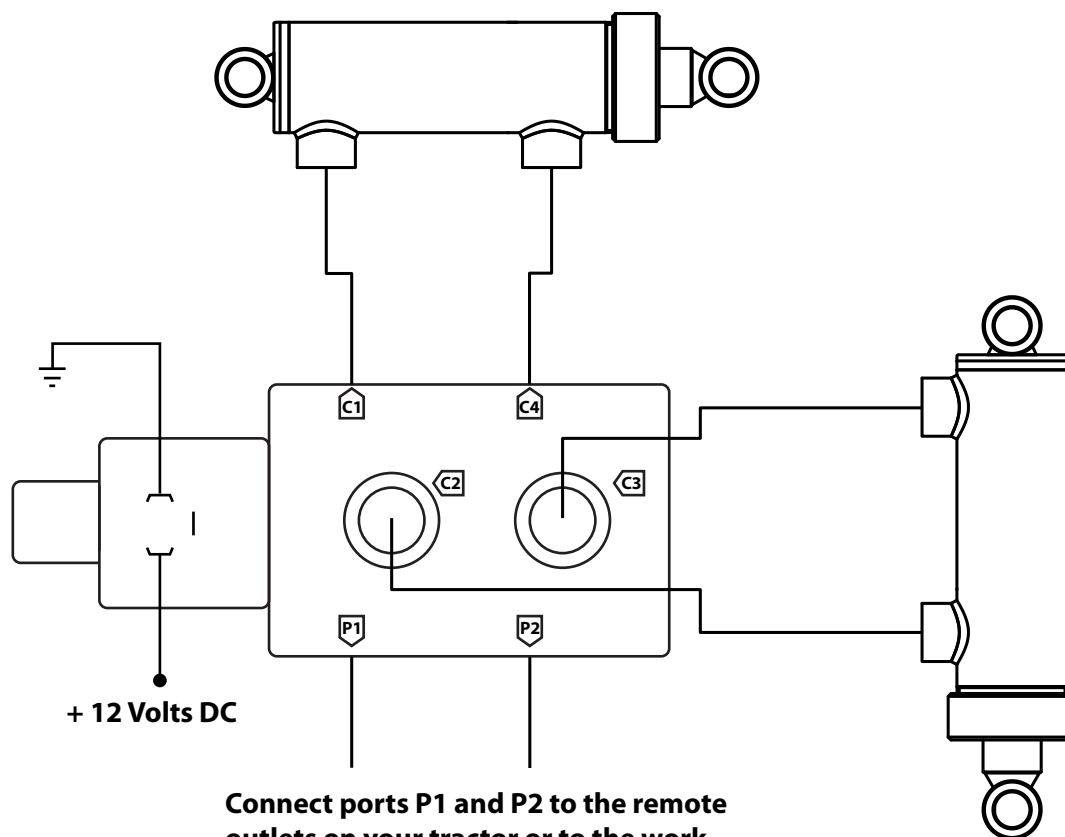 C1
C4
C2
C3
P1
P2
+ 12 Volts DC
Connect ports P1 and P2 to the remote
outlets on your tractor or to the work